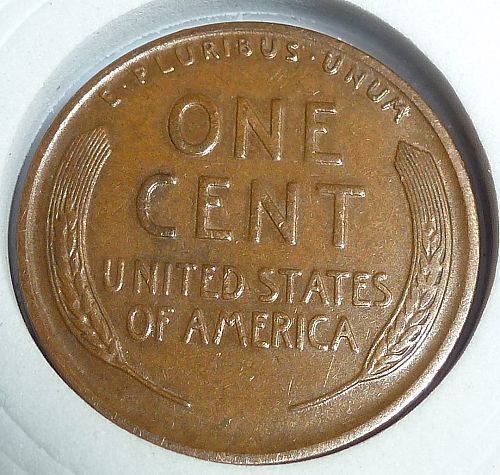 E · PLURIBUS · UNUM
ONE
CENT
UNITED STATES
OF AMERICA